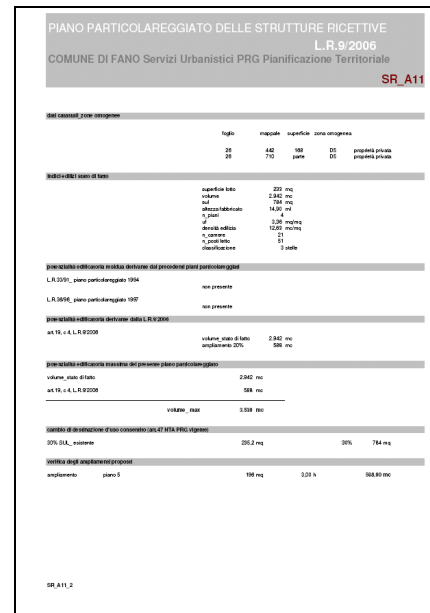 PIANO PARTICOLAREGGIATO DELLE STRUTTURE RICETTIVE
L.R.9/2006
COMUNE DI FANO Servizi Urbanistici PRG Pianificazione Territoriale
SR_A11
dati catastali_zone omogenee
foglio mappale superficie zona omogenea
26 442 168 D5 proprietà privata
26 710 parte D5 proprietà privata
indici edilizi stato di fatto
superficie lotto 233 mq
volume 2.942 mc
sul 784 mq
altezza fabbricato 14,90 ml
n_piani 4
uf 3,36 mq/mq
densità edilizia 12,63 mc/mq
n_camere 21
n_posti letto 51
classificazione 3 stelle
potenzialità edificatoria residua derivante dai precedenti piani particolareggiati
L.R.33/91_ piano particolareggiato 1994
non presente
L.R.36/96_ piano particolareggiato 1997
non presente
potenzialità edificatoria derivante dalla L.R.9/2006
art.19, c 4, L.R.9/2006
volume_stato di fatto 2.942 mc
ampliamento 20% 588 mc
potenzialità edificatoria massima del presente piano particolareggiato
volume_stato di fatto 2.942 mc
art.19, c 4, L.R.9/2006 588 mc
volume_ max 3.530 mc
cambio di destinazione d'uso consentito (art.47 NTA PRG vigente)
30% SUL_ esistente 235,2 mq 30% 784 mq
verifica degli ampliamenti proposti
ampliamento piano 5 196 mq 3,00 h 588,00 mc
SR_A11_2